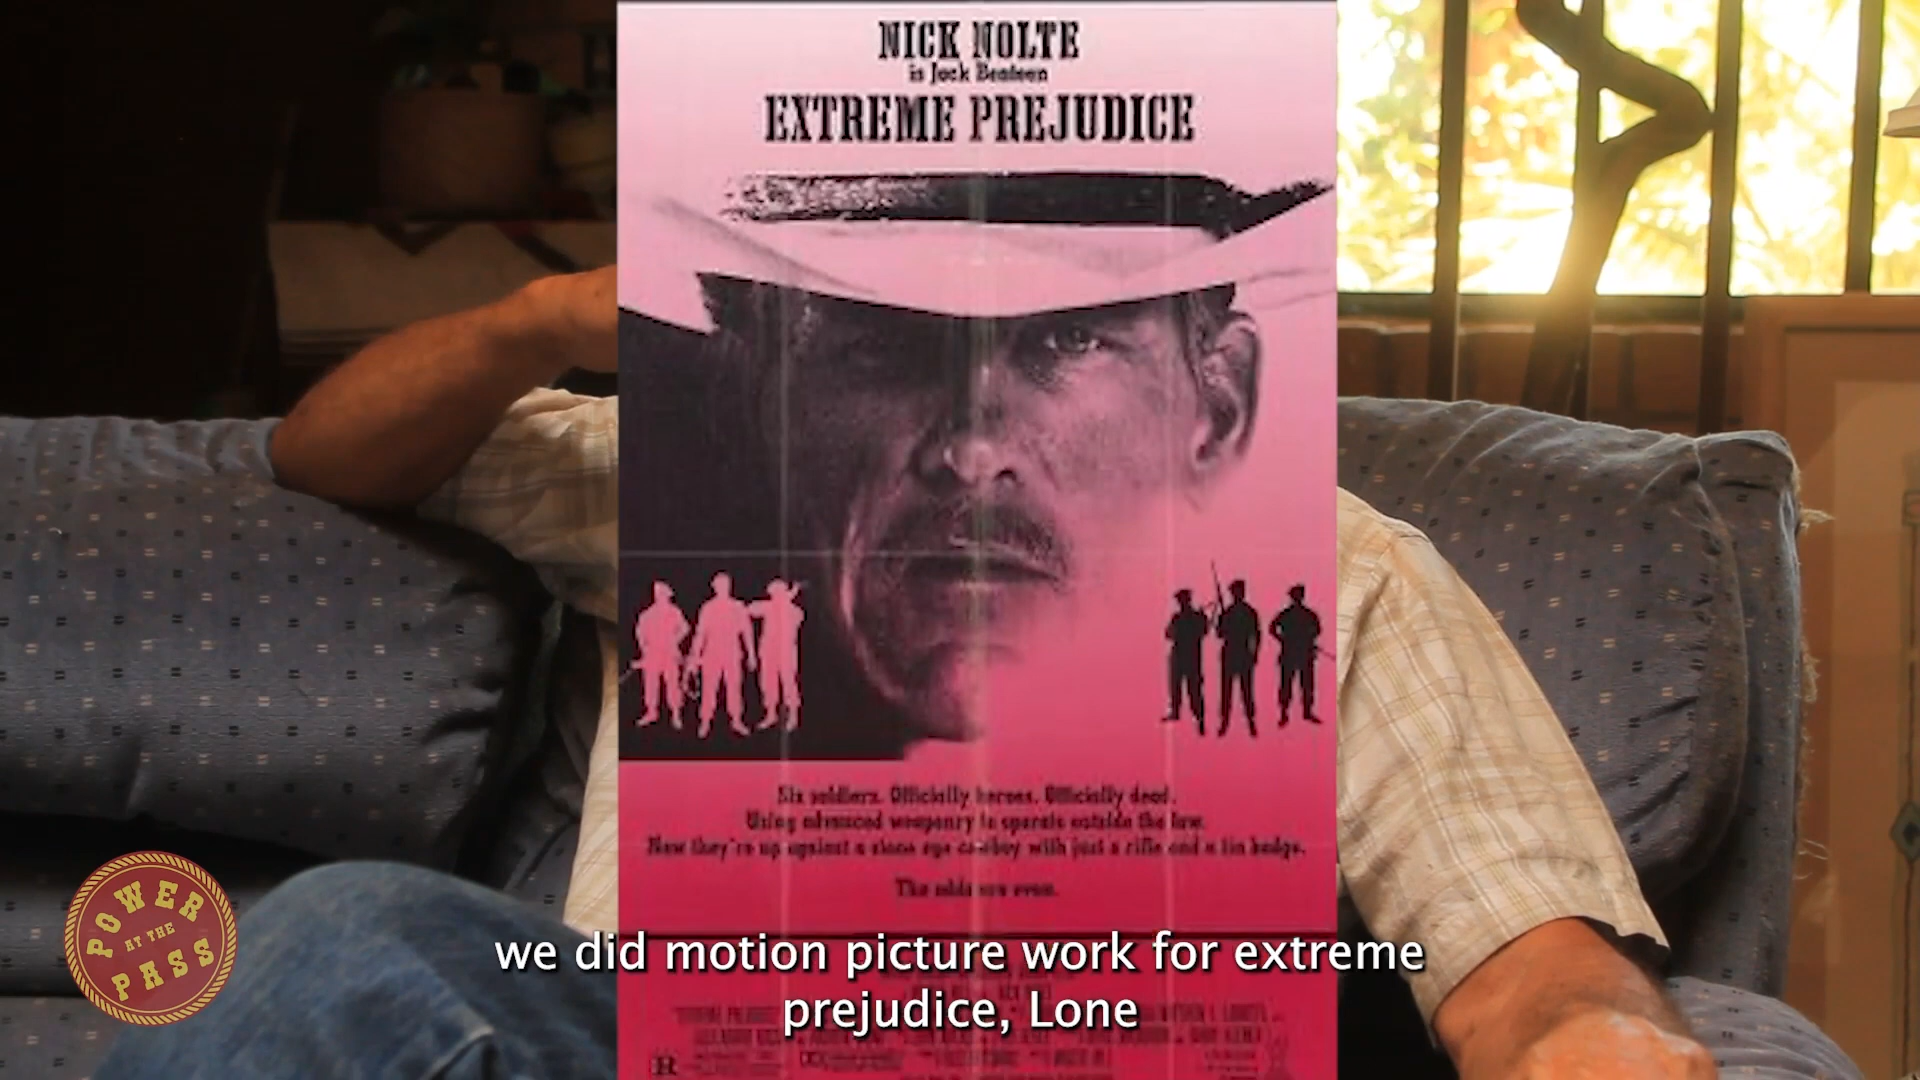 NICK NOLTE
is Jack Benteen
EXTREME PREJUDICE
Six soldiers. Officially heroes. Officially dead.
Using advanced weaponry to operate outside the law.
Now they're up against a stone age cowboy with just a rifle and a tin badge.
The odds are even.
POWER
AT THE
PASS
we did motion picture work for extreme
prejudice, Lone
R